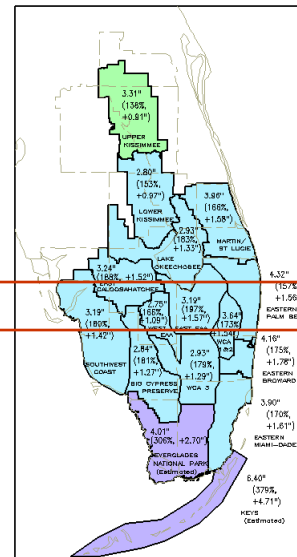 3.31"
(138%,
+0.91")
UPPER
KISSIMMEE
2.80"
(153%,
+0.97")
LOWER
KISSIMMEE
3.96"
(166%,
+1.58")
MARTIN/
ST LUCIE
2.93"
(183%,
+1.33")
LAKE
OKEECHOBEE
3.24"
(188%, +1.52")
EAST
CALOOSAHATCHEE
4.32"
(157%,
+1.56
EASTERN
PALM BE
3.19"
(180%,
+1.42")
SOUTHWEST
COAST
2.75"
(166%,
+1.09")
WEST
EAA
3.19"
(197%,
+1.57")
EAST EAA
3.64"
(173%,
+1.54"
WCA
1&2
2.84"
(181%,
+1.27")
BIG CYPRESS
PRESERVE
2.93"
(179%,
+1.29")
WCA 3
4.16"
(175%,
+1.78")
EASTERN
BROWARD
3.90"
(170%,
+1.61")
EASTERN
MIAMI-DADE
4.01"
(306%, +2.70")
EVERGLADES
NATIONAL PARK
(Estimated)
6.40"
(379%,
+4.71")
KEYS
(Estimated)